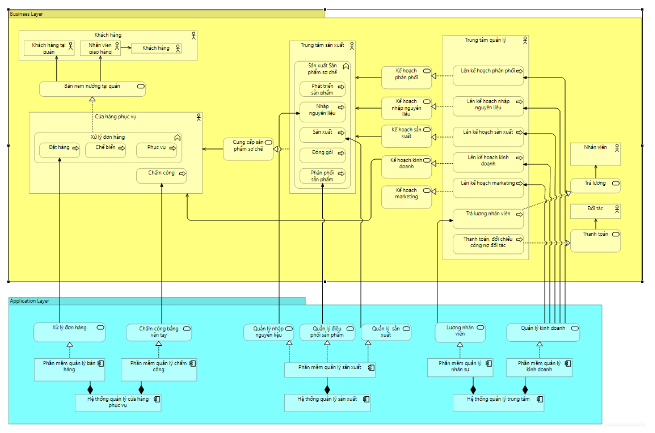 Business Layer
Khách hàng
Khách hàng tại
quán
Nhân viên
giao hàng
Khách hàng
Bán nem nướng tại quán
Cửa hàng phục vụ
Xử lý đơn hàng
Đặt hàng
Chế biến
Phục vụ
Chấm công
Cung cấp sản
phẩm sơ chế
Trung tâm sản xuất
Sản xuất Sản
phẩm sơ chế
Phát triển
sản phẩm
Nhập
nguyên liệu
Sản xuất
Đóng gói
Phân phối
sản phẩm
Kế hoạch
phân phối
Kế hoạch
nhập nguyên
liệu
Kế hoạch sản
xuất
Kế hoạch kinh
doanh
Kế hoạch
marketing
Trung tâm quản lý
Lên kế hoạch phân phối
Lên kế hoạch nhập nguyên
liệu
Lên kế hoạch sản xuất
Lên kế hoạch kinh
doanh
Lên kế hoạch marketing
Trả lương nhân viên
Thanh toán, đối chiếu
công nợ đối tác
Nhân viên
Trả lương
Đối tác
Thanh toán
Application Layer
Xử lý đơn hàng
Chấm công bằng
vân tay
Quản lý nhập
nguyên liệu
Quản lý điều
phối sản phẩm
Quản lý sản
xuất
Lương nhân
viên
Quản lý kinh doanh
Phần mềm quản lý bán
hàng
Phần mềm quản lý chấm
công
Phần mềm quản lý sản xuất
Phần mềm quản lý
nhân sự
Phần mềm quản lý
kinh doanh
Hệ thống quản lý cửa hàng
phục vụ
Hệ thống quản lý sản xuất
Hệ thống quản lý trung tâm